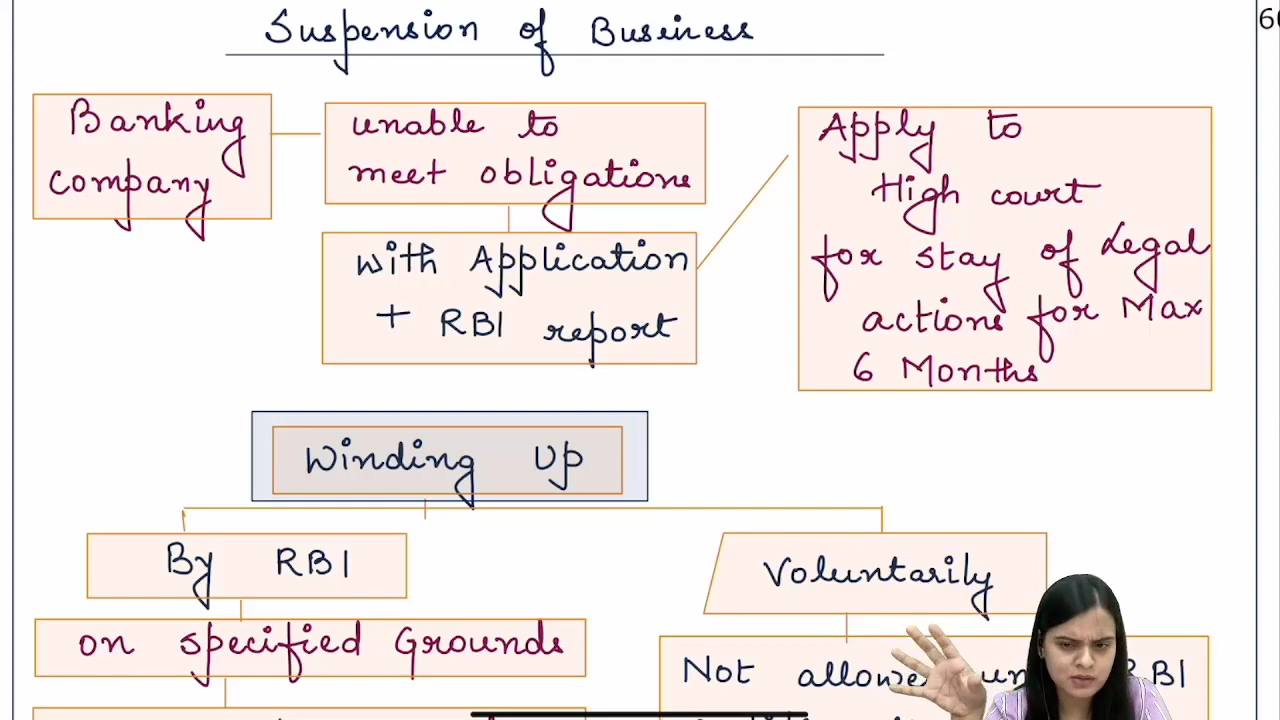 Suspension of Business
Banking
company
unable to
meet obligations
with Application
+ RBI report
Apply to
High court
for stay of Legal
actions for Max
6 Months
Winding Up
By RBI
Voluntarily
on specified Grounds
Not allowed RBI